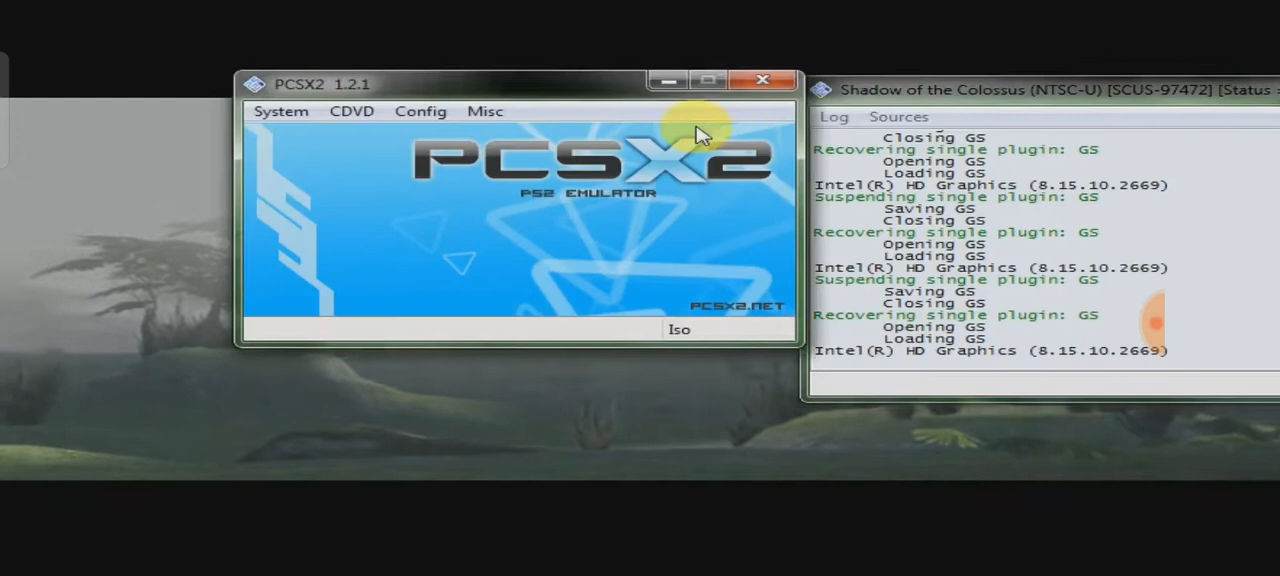 PCSX2 1.2.1
System CDVD Config Misc
PCSX2
PS2 EMULATOR
PCSX2.NET
Iso
Shadow of the Colossus (NTSC-U) [SCUS-97472] [Status =
Log Sources
Closing GS
Recovering single plugin: GS
Opening GS
Loading GS
Intel(R) HD Graphics (8.15.10.2669)
Suspending single plugin: GS
Saving GS
Closing GS
Recovering single plugin: GS
Opening GS
Loading GS
Intel(R) HD Graphics (8.15.10.2669)
Suspending single plugin: GS
Saving GS
Closing GS
Recovering single plugin: GS
Opening GS
Loading GS
Intel(R) HD Graphics (8.15.10.2669)